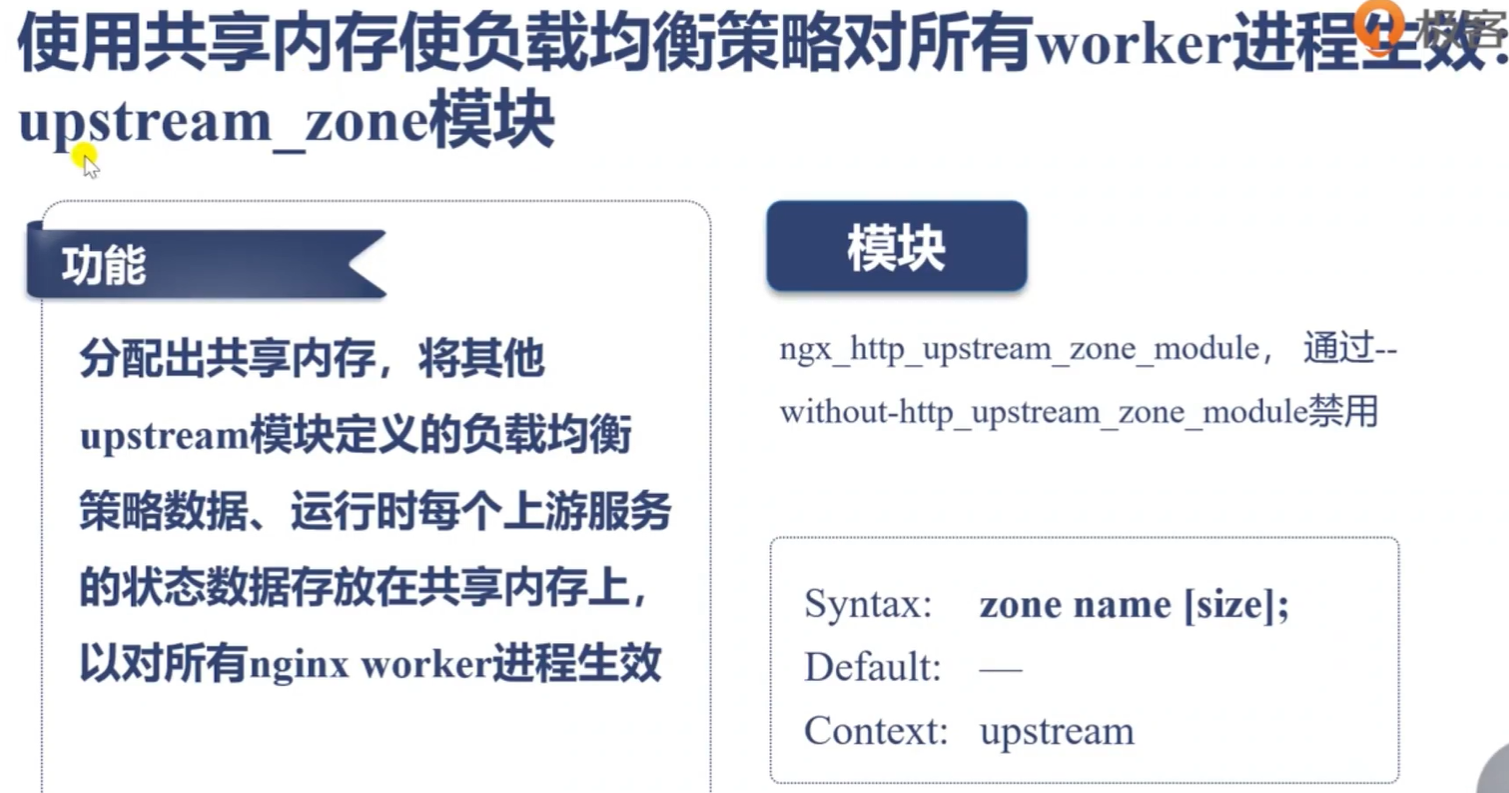 使用共享内存使负载均衡策略对所有worker进程生效：
upstream_zone模块
极客
功能
分配出共享内存，将其他
upstream模块定义的负载均衡
策略数据、运行时每个上游服务
的状态数据存放在共享内存上，
以对所有nginx worker进程生效
模块
ngx_http_upstream_zone_module， 通过--
without-http_upstream_zone_module禁用
Syntax: zone name [size];
Default: —
Context: upstream